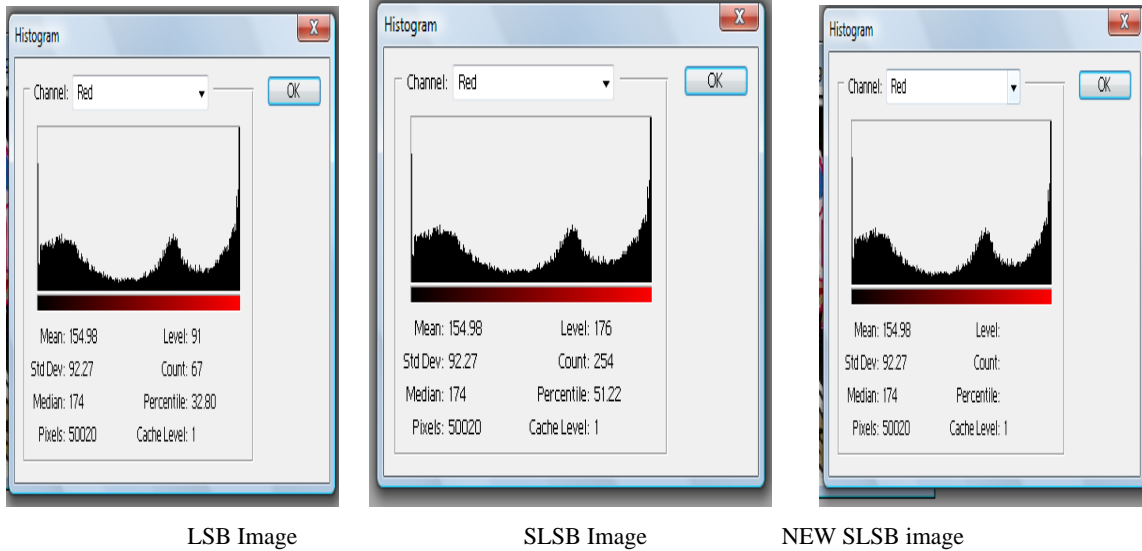 Histogram
Channel: Red
OK
Mean: 154.98 Level: 91
Std Dev: 92.27 Count: 67
Median: 174 Percentile: 32.80
Pixels: 50020 Cache Level: 1
Histogram
Channel: Red
OK
Mean: 154.98 Level: 176
Std Dev: 92.27 Count: 254
Median: 174 Percentile: 51.22
Pixels: 50020 Cache Level: 1
Histogram
Channel: Red
OK
Mean: 154.98 Level:
Std Dev: 92.27 Count:
Median: 174 Percentile:
Pixels: 50020 Cache Level: 1
LSB Image SLSB Image NEW SLSB image